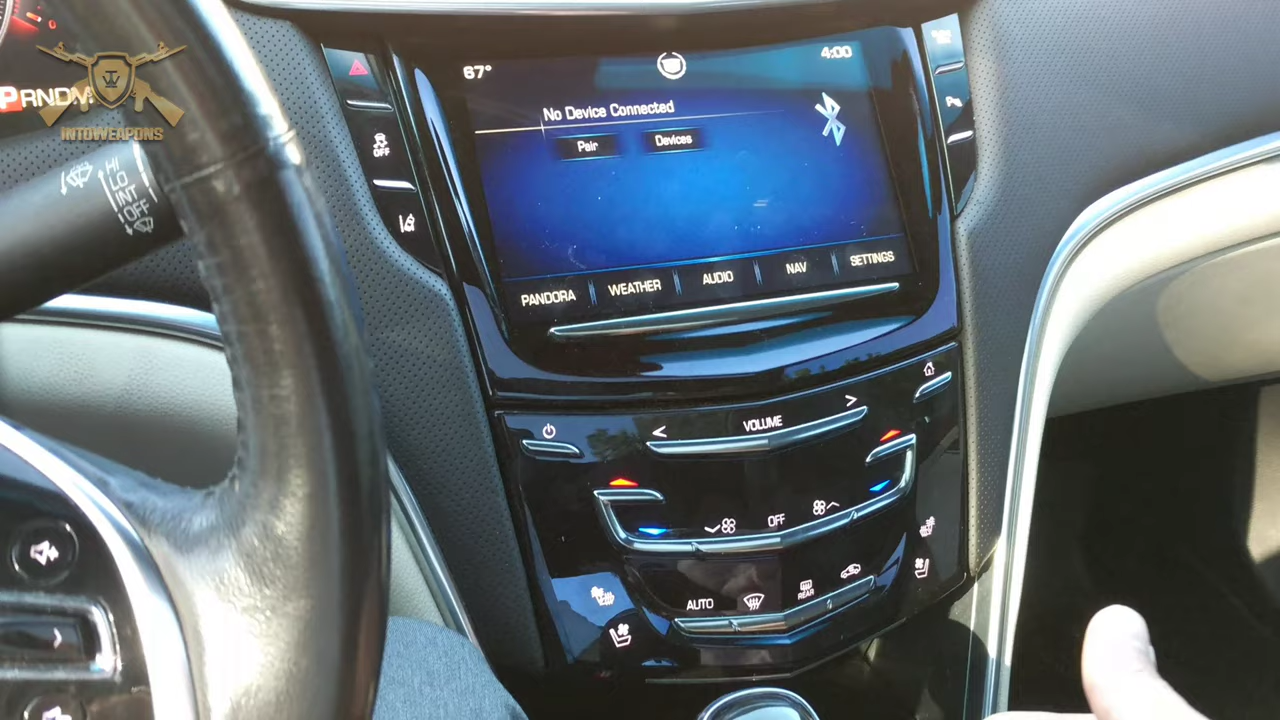 PRNDM
INTOWEAPONS
HI
LO
INT
OFF
OFF
67°
4:00
No Device Connected
Pair
Devices
PANDORA
WEATHER
AUDIO
NAV
SETTINGS
< VOLUME >
OFF
AUTO
REAR